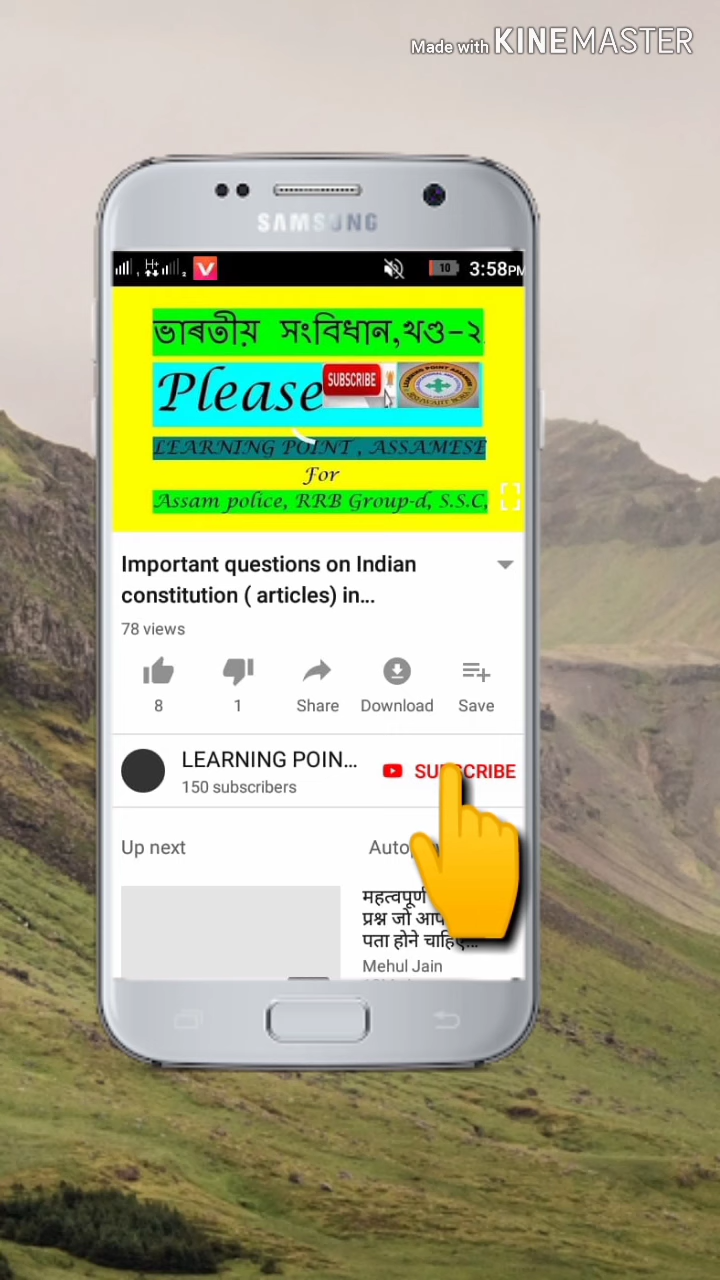 Made with KINEMASTER
SAMSUNG
H+ 2 10 3:58PM
ভাৰতীয় সংবিধান,খণ্ড-২
Please SUBSCRIBE
LEARNING POINT, ASSAMESE
For
Assam police, RRB Group-d, S.S.C,
Important questions on Indian
constitution ( articles) in...
78 views
8 1 Share Download Save
LEARNING POIN... SUBSCRIBE
150 subscribers
Up next
महत्वपूर्ण
प्रश्न जो
पता होने चाहिए...
Mehul Jain